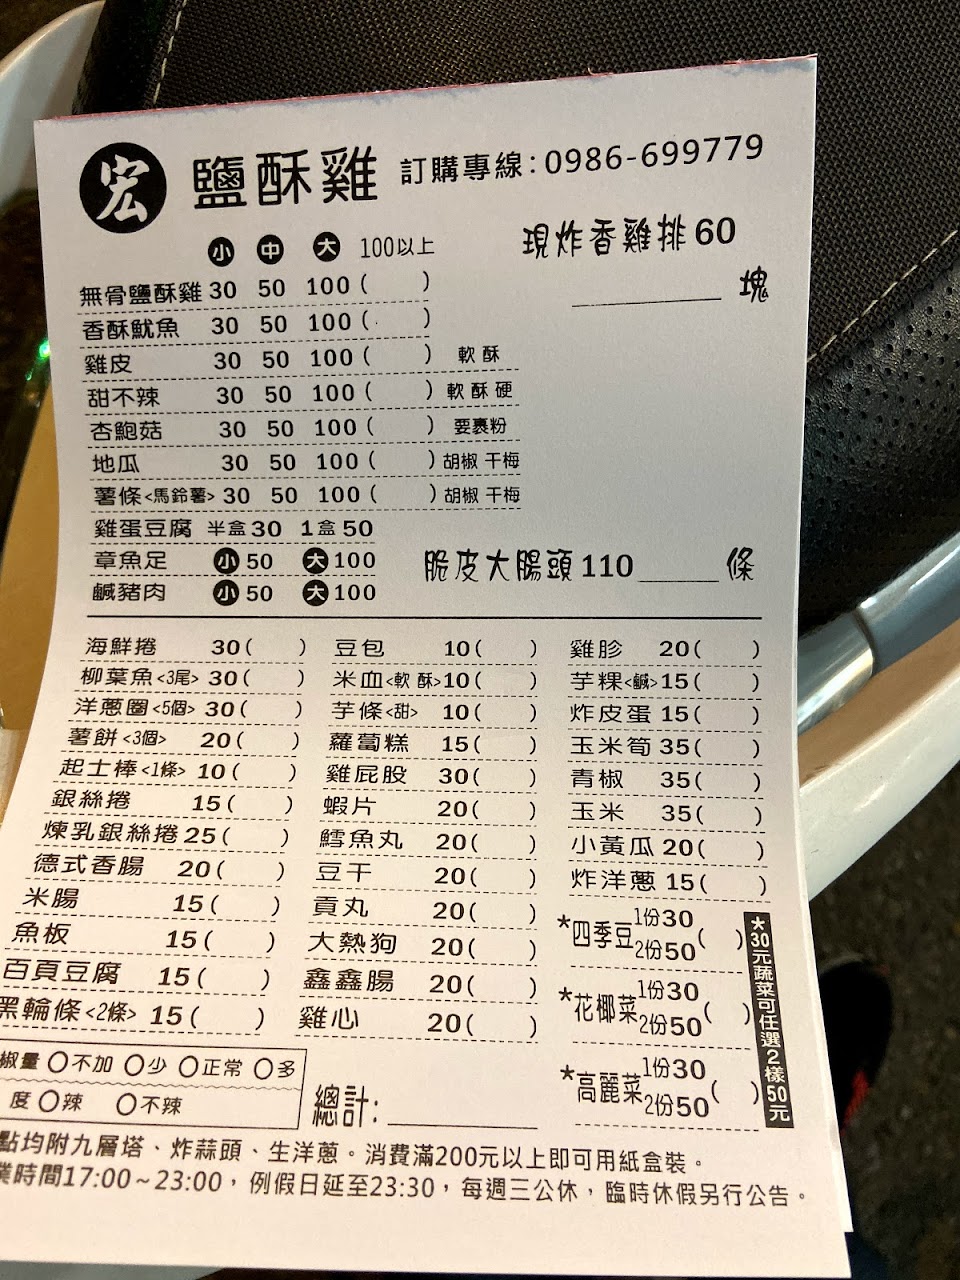 宏 鹽酥雞 訂購專線:0986-699779
小 中 大 100以上
現炸香雞排60
______塊
無骨鹽酥雞 30 50 100 ( )
香酥魷魚 30 50 100 ( )
雞皮 30 50 100 ( ) 軟 酥
甜不辣 30 50 100 ( ) 軟 酥 硬
杏鮑菇 30 50 100 ( ) 要裹粉
地瓜 30 50 100 ( ) 胡椒 干梅
薯條<馬鈴薯> 30 50 100 ( ) 胡椒 干梅
雞蛋豆腐 半盒30 1盒50
章魚足 小50 大100
鹹豬肉 小50 大100
脆皮大腸頭110______條
海鮮捲 30( )
柳葉魚<3尾> 30( )
洋蔥圈<5個> 30( )
薯餅<3個> 20( )
起士棒<1條> 10( )
銀絲捲 15( )
煉乳銀絲捲25( )
德式香腸 20( )
米腸 15( )
魚板 15( )
百頁豆腐 15( )
黑輪條<2條> 15( )
豆包 10( )
米血<軟 酥>10( )
芋條<甜> 10( )
蘿蔔糕 15( )
雞屁股 30( )
蝦片 20( )
鱈魚丸 20( )
豆干 20( )
貢丸 20( )
大熱狗 20( )
鑫鑫腸 20( )
雞心 20( )
雞胗 20( )
芋粿<鹹>15( )
炸皮蛋 15( )
玉米筍 35( )
青椒 35( )
玉米 35( )
小黃瓜 20( )
炸洋蔥 15( )
*四季豆 1份30 2份50( )
*花椰菜 1份30 2份50( )
*高麗菜 1份30 2份50( )
*30元蔬菜可任選2樣50元
椒量 ○不加 ○少 ○正常 ○多
度 ○辣 ○不辣
總計:______
點均附九層塔、炸蒜頭、生洋蔥。消費滿200元以上即可用紙盒裝。
業時間17:00~23:00，例假日延至23:30，每週三公休，臨時休假另行公告。